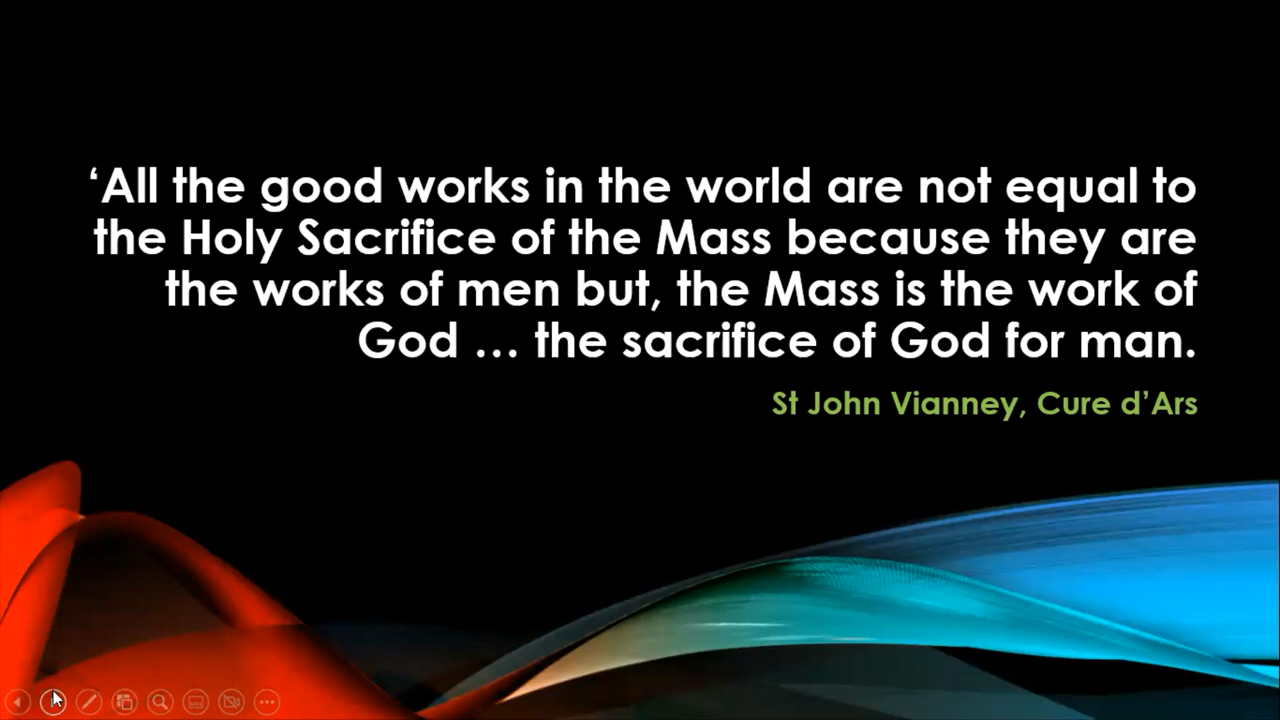 ‘All the good works in the world are not equal to
the Holy Sacrifice of the Mass because they are
the works of men but, the Mass is the work of
God … the sacrifice of God for man.
St John Vianney, Cure d’Ars